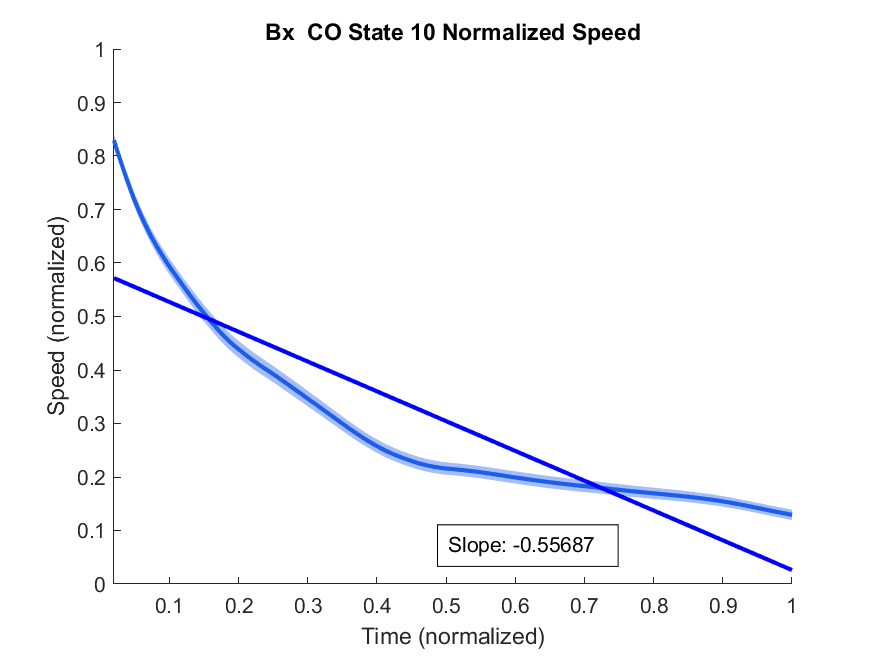 Bx  CO State 10 Normalized Speed
1
0.9
0.8
0.7
0.6
0.5
0.4
0.3
0.2
0.1
0
Speed (normalized)
Slope: -0.55687
0.1 0.2 0.3 0.4 0.5 0.6 0.7 0.8 0.9 1
Time (normalized)